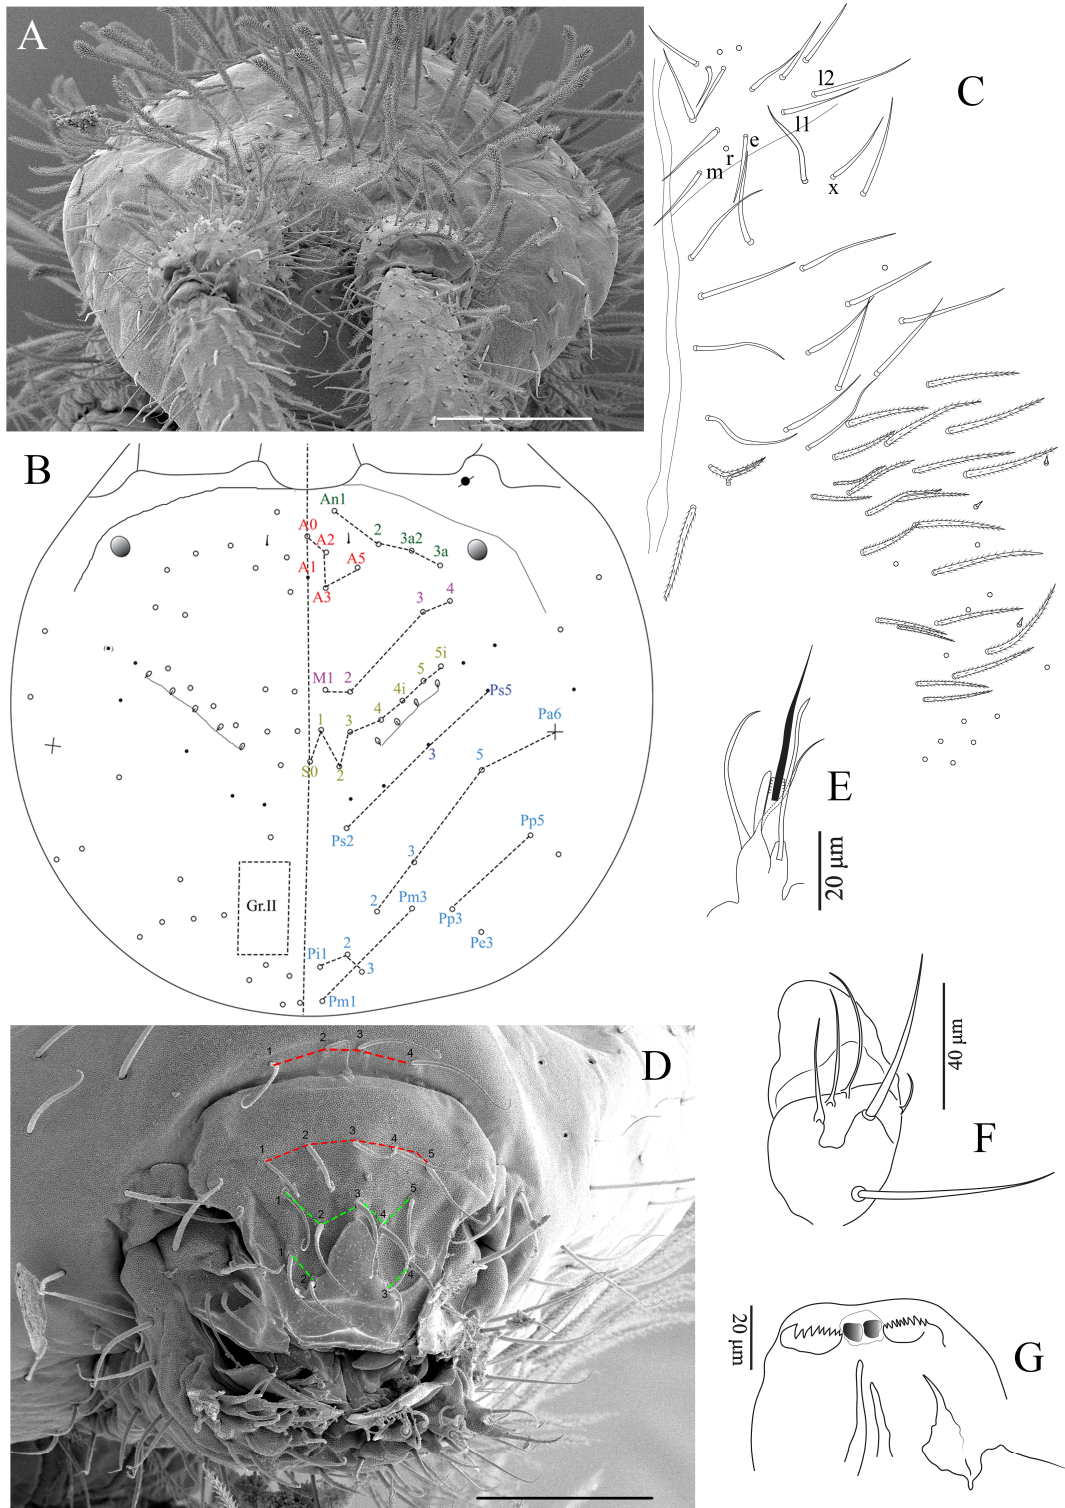 A
B
An1
A0
A2
2
3a2
3a
A1
A5
A3
3
4
M1
2
5i
5
4i
4
3
1
S0
2
Ps5
3
Ps2
Pa6
5
3
2
Pp5
Pm3
Pp3
Pe3
Gr.II
Pi1
2
3
Pm1
C
l2
l1
e
r
m
x
D
1 2 3 4
1 2 3 4 5
1 2 3 4 5
1 2 3 4
E
20 µm
F
40 µm
G
20 µm